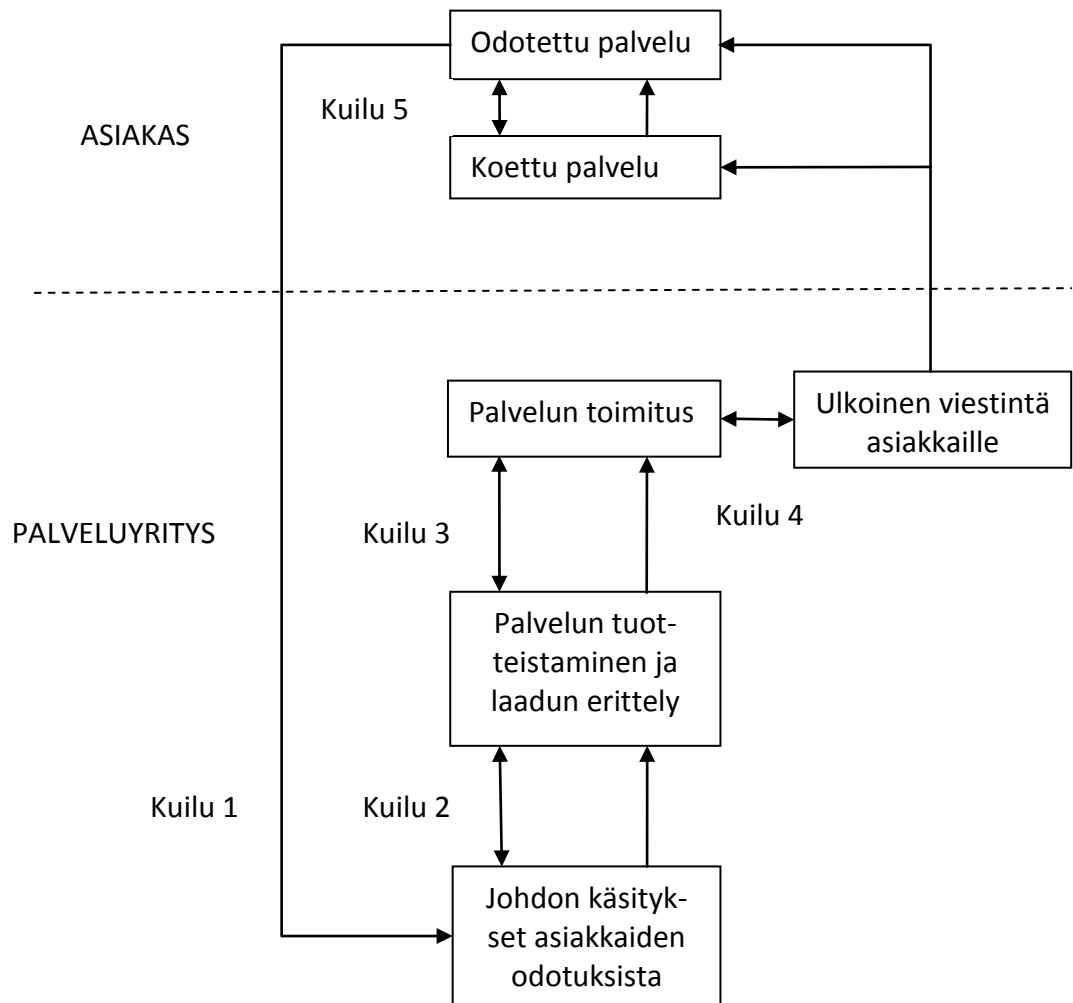 Odotettu palvelu
Kuilu 5
ASIAKAS
Koettu palvelu
Palvelun toimitus
Ulkoinen viestintä
asiakkaille
PALVELUYRITYS
Kuilu 3
Kuilu 4
Palvelun tuot-
teistaminen ja
laadun erittely
Kuilu 1
Kuilu 2
Johdon käsityk-
set asiakkaiden
odotuksista